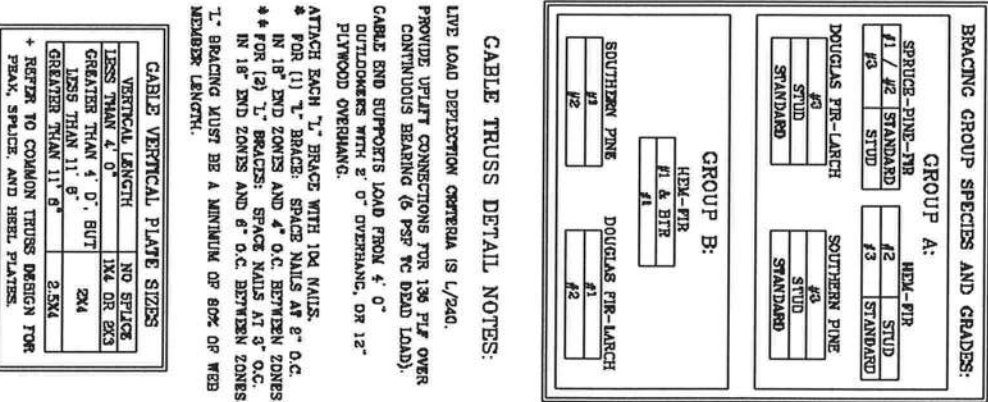 BRACING GROUP SPECIES AND GRADES:
GROUP A:
SPRUCE-PINE-FIR
#1 / #2 STANDARD
#3 STUD
HEM-FIR
#2 STUD
#3 STANDARD
DOUGLAS FIR-LARCH
#3
STUD
STANDARD
SOUTHERN PINE
#3
STUD
STANDARD
GROUP B:
HEM-FIR
#1 & BTR
#1
SOUTHERN PINE
#1
#2
DOUGLAS FIR-LARCH
#1
#2
GABLE TRUSS DETAIL NOTES:
LIVE LOAD DEFLECTION CRITERIA IS L/240.
PROVIDE UPLIFT CONNECTIONS FOR 136 PLF OVER
CONTINUOUS BEARING (5 PSF TC DEAD LOAD).
GABLE END SUPPORTS LOAD FROM 4' 0"
OUTLOOKERS WITH 2' 0" OVERHANG, OR 12"
PLYWOOD OVERHANG.
ATTACH EACH "L" BRACE WITH 10d NAILS.
* FOR (1) "L" BRACE: SPACE NAILS AT 2" O.C.
IN 18" END ZONES AND 4" O.C. BETWEEN ZONES
** FOR (2) "L" BRACES: SPACE NAILS AT 3" O.C.
IN 18" END ZONES AND 6" O.C. BETWEEN ZONES
"L" BRACING MUST BE A MINIMUM OF 80% OF WEB
MEMBER LENGTH.
GABLE VERTICAL PLATE SIZES
VERTICAL LENGTH NO SPLICE
LESS THAN 4' 0" 1X4 OR 2X3
GREATER THAN 4' 0", BUT
LESS THAN 11' 6" 2X4
GREATER THAN 11' 6" 2.5X4
+ REFER TO COMMON TRUSS DESIGN FOR
PEAK, SPLICE, AND HEEL PLATES.